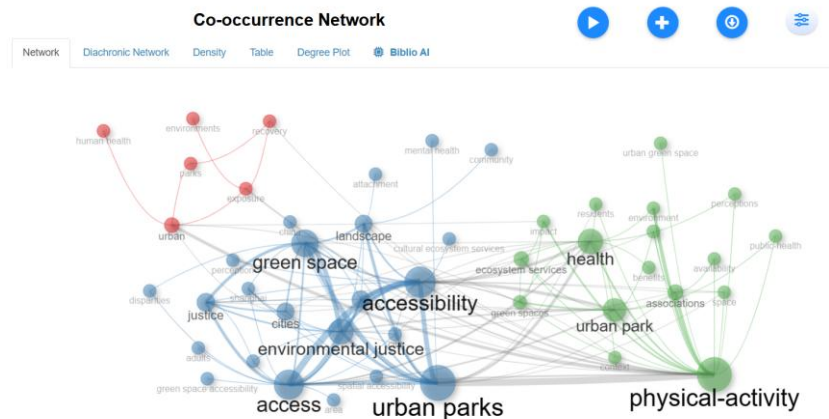 Co-occurrence Network
Network
Diachronic Network
Density
Table
Degree Plot
Biblio AI
human health
environments
recovery
parks
exposure
urban
mental health
community
attachment
urban green space
perceptions
residents
environment
impact
landscape
cultural ecosystem services
green space
health
public health
ecosystem services
availability
benefits
accessibility
associations
space
disparities
justice
shanghai
cities
green spaces
urban park
environmental justice
context
adults
green space accessibility
spatial accessibility
access
area
urban parks
physical-activity